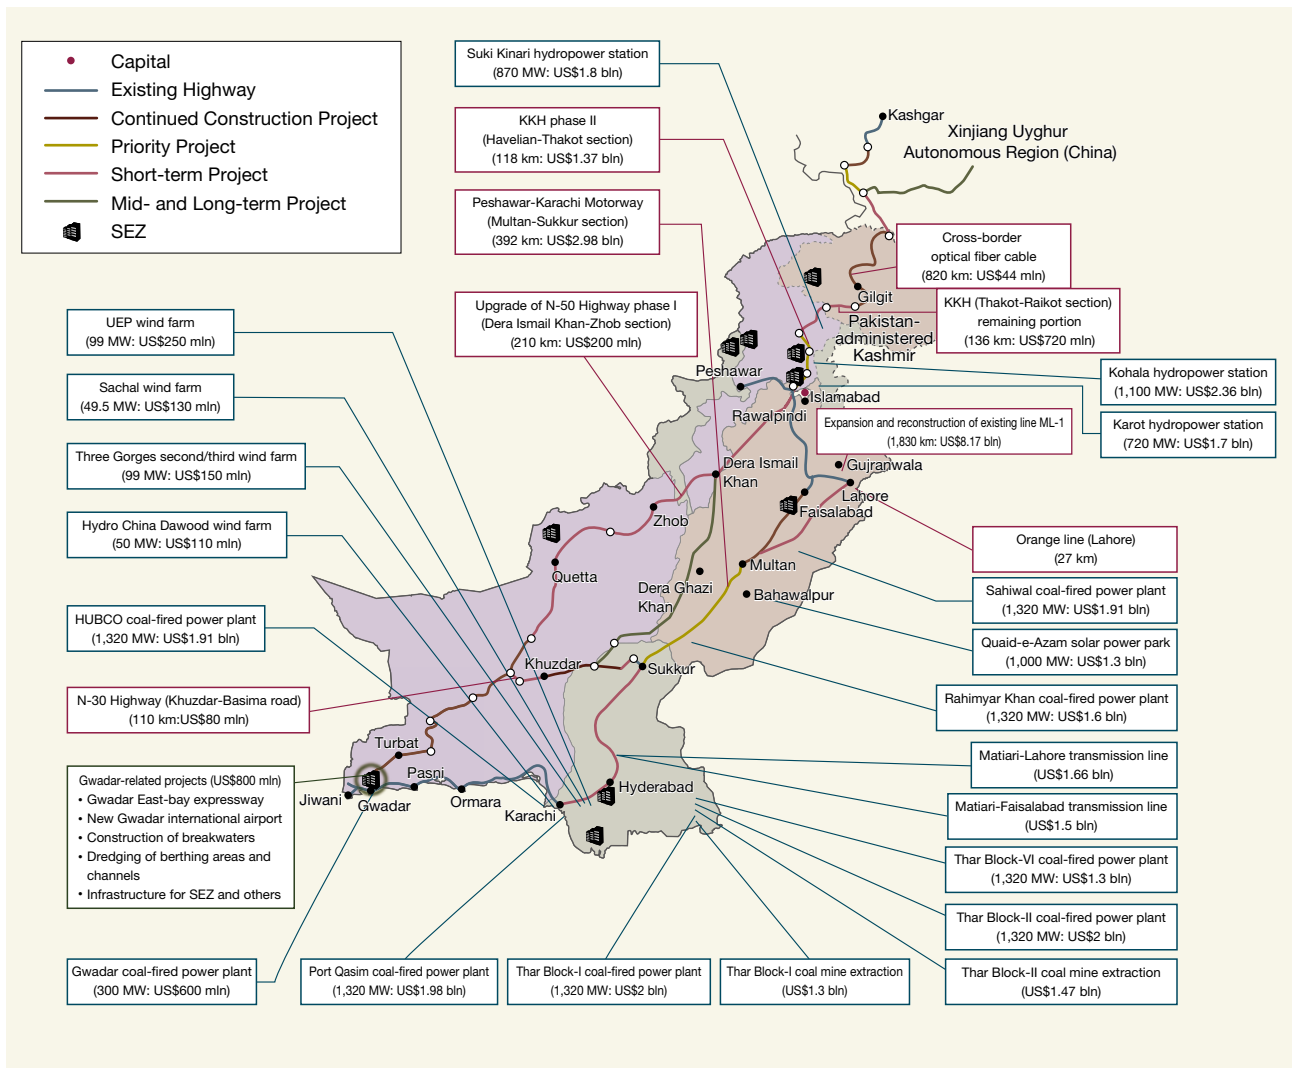 Capital
Existing Highway
Continued Construction Project
Priority Project
Short-term Project
Mid- and Long-term Project
SEZ
Suki Kinari hydropower station
(870 MW: US$1.8 bln)
KKH phase II
(Havelian-Thakot section)
(118 km: US$1.37 bln)
Peshawar-Karachi Motorway
(Multan-Sukkur section)
(392 km: US$2.98 bln)
Upgrade of N-50 Highway phase I
(Dera Ismail Khan-Zhob section)
(210 km: US$200 mln)
Kashgar
Xinjiang Uyghur
Autonomous Region (China)
Cross-border
optical fiber cable
(820 km: US$44 mln)
Gilgit
KKH (Thakot-Raikot section)
remaining portion
(136 km: US$720 mln)
Pakistan-
administered
Kashmir
Kohala hydropower station
(1,100 MW: US$2.36 bln)
Karot hydropower station
(720 MW: US$1.7 bln)
Peshawar
Islamabad
Rawalpindi
Expansion and reconstruction of existing line ML-1
(1,830 km: US$8.17 bln)
Gujranwala
Dera Ismail
Khan
Lahore
Faisalabad
Zhob
Quetta
Multan
Dera Ghazi
Khan
Bahawalpur
Khuzdar
Sukkur
Turbat
Pasni
Jiwani
Gwadar
Ormara
Karachi
Hyderabad
UEP wind farm
(99 MW: US$250 mln)
Sachal wind farm
(49.5 MW: US$130 mln)
Three Gorges second/third wind farm
(99 MW: US$150 mln)
Hydro China Dawood wind farm
(50 MW: US$110 mln)
HUBCO coal-fired power plant
(1,320 MW: US$1.91 bln)
N-30 Highway (Khuzdar-Basima road)
(110 km:US$80 mln)
Gwadar-related projects (US$800 mln)
• Gwadar East-bay expressway
• New Gwadar international airport
• Construction of breakwaters
• Dredging of berthing areas and
channels
• Infrastructure for SEZ and others
Orange line (Lahore)
(27 km)
Sahiwal coal-fired power plant
(1,320 MW: US$1.91 bln)
Quaid-e-Azam solar power park
(1,000 MW: US$1.3 bln)
Rahimyar Khan coal-fired power plant
(1,320 MW: US$1.6 bln)
Matiari-Lahore transmission line
(US$1.66 bln)
Matiari-Faisalabad transmission line
(US$1.5 bln)
Thar Block-VI coal-fired power plant
(1,320 MW: US$1.3 bln)
Thar Block-II coal-fired power plant
(1,320 MW: US$2 bln)
Gwadar coal-fired power plant
(300 MW: US$600 mln)
Port Qasim coal-fired power plant
(1,320 MW: US$1.98 bln)
Thar Block-I coal-fired power plant
(1,320 MW: US$2 bln)
Thar Block-I coal mine extraction
(US$1.3 bln)
Thar Block-II coal mine extraction
(US$1.47 bln)